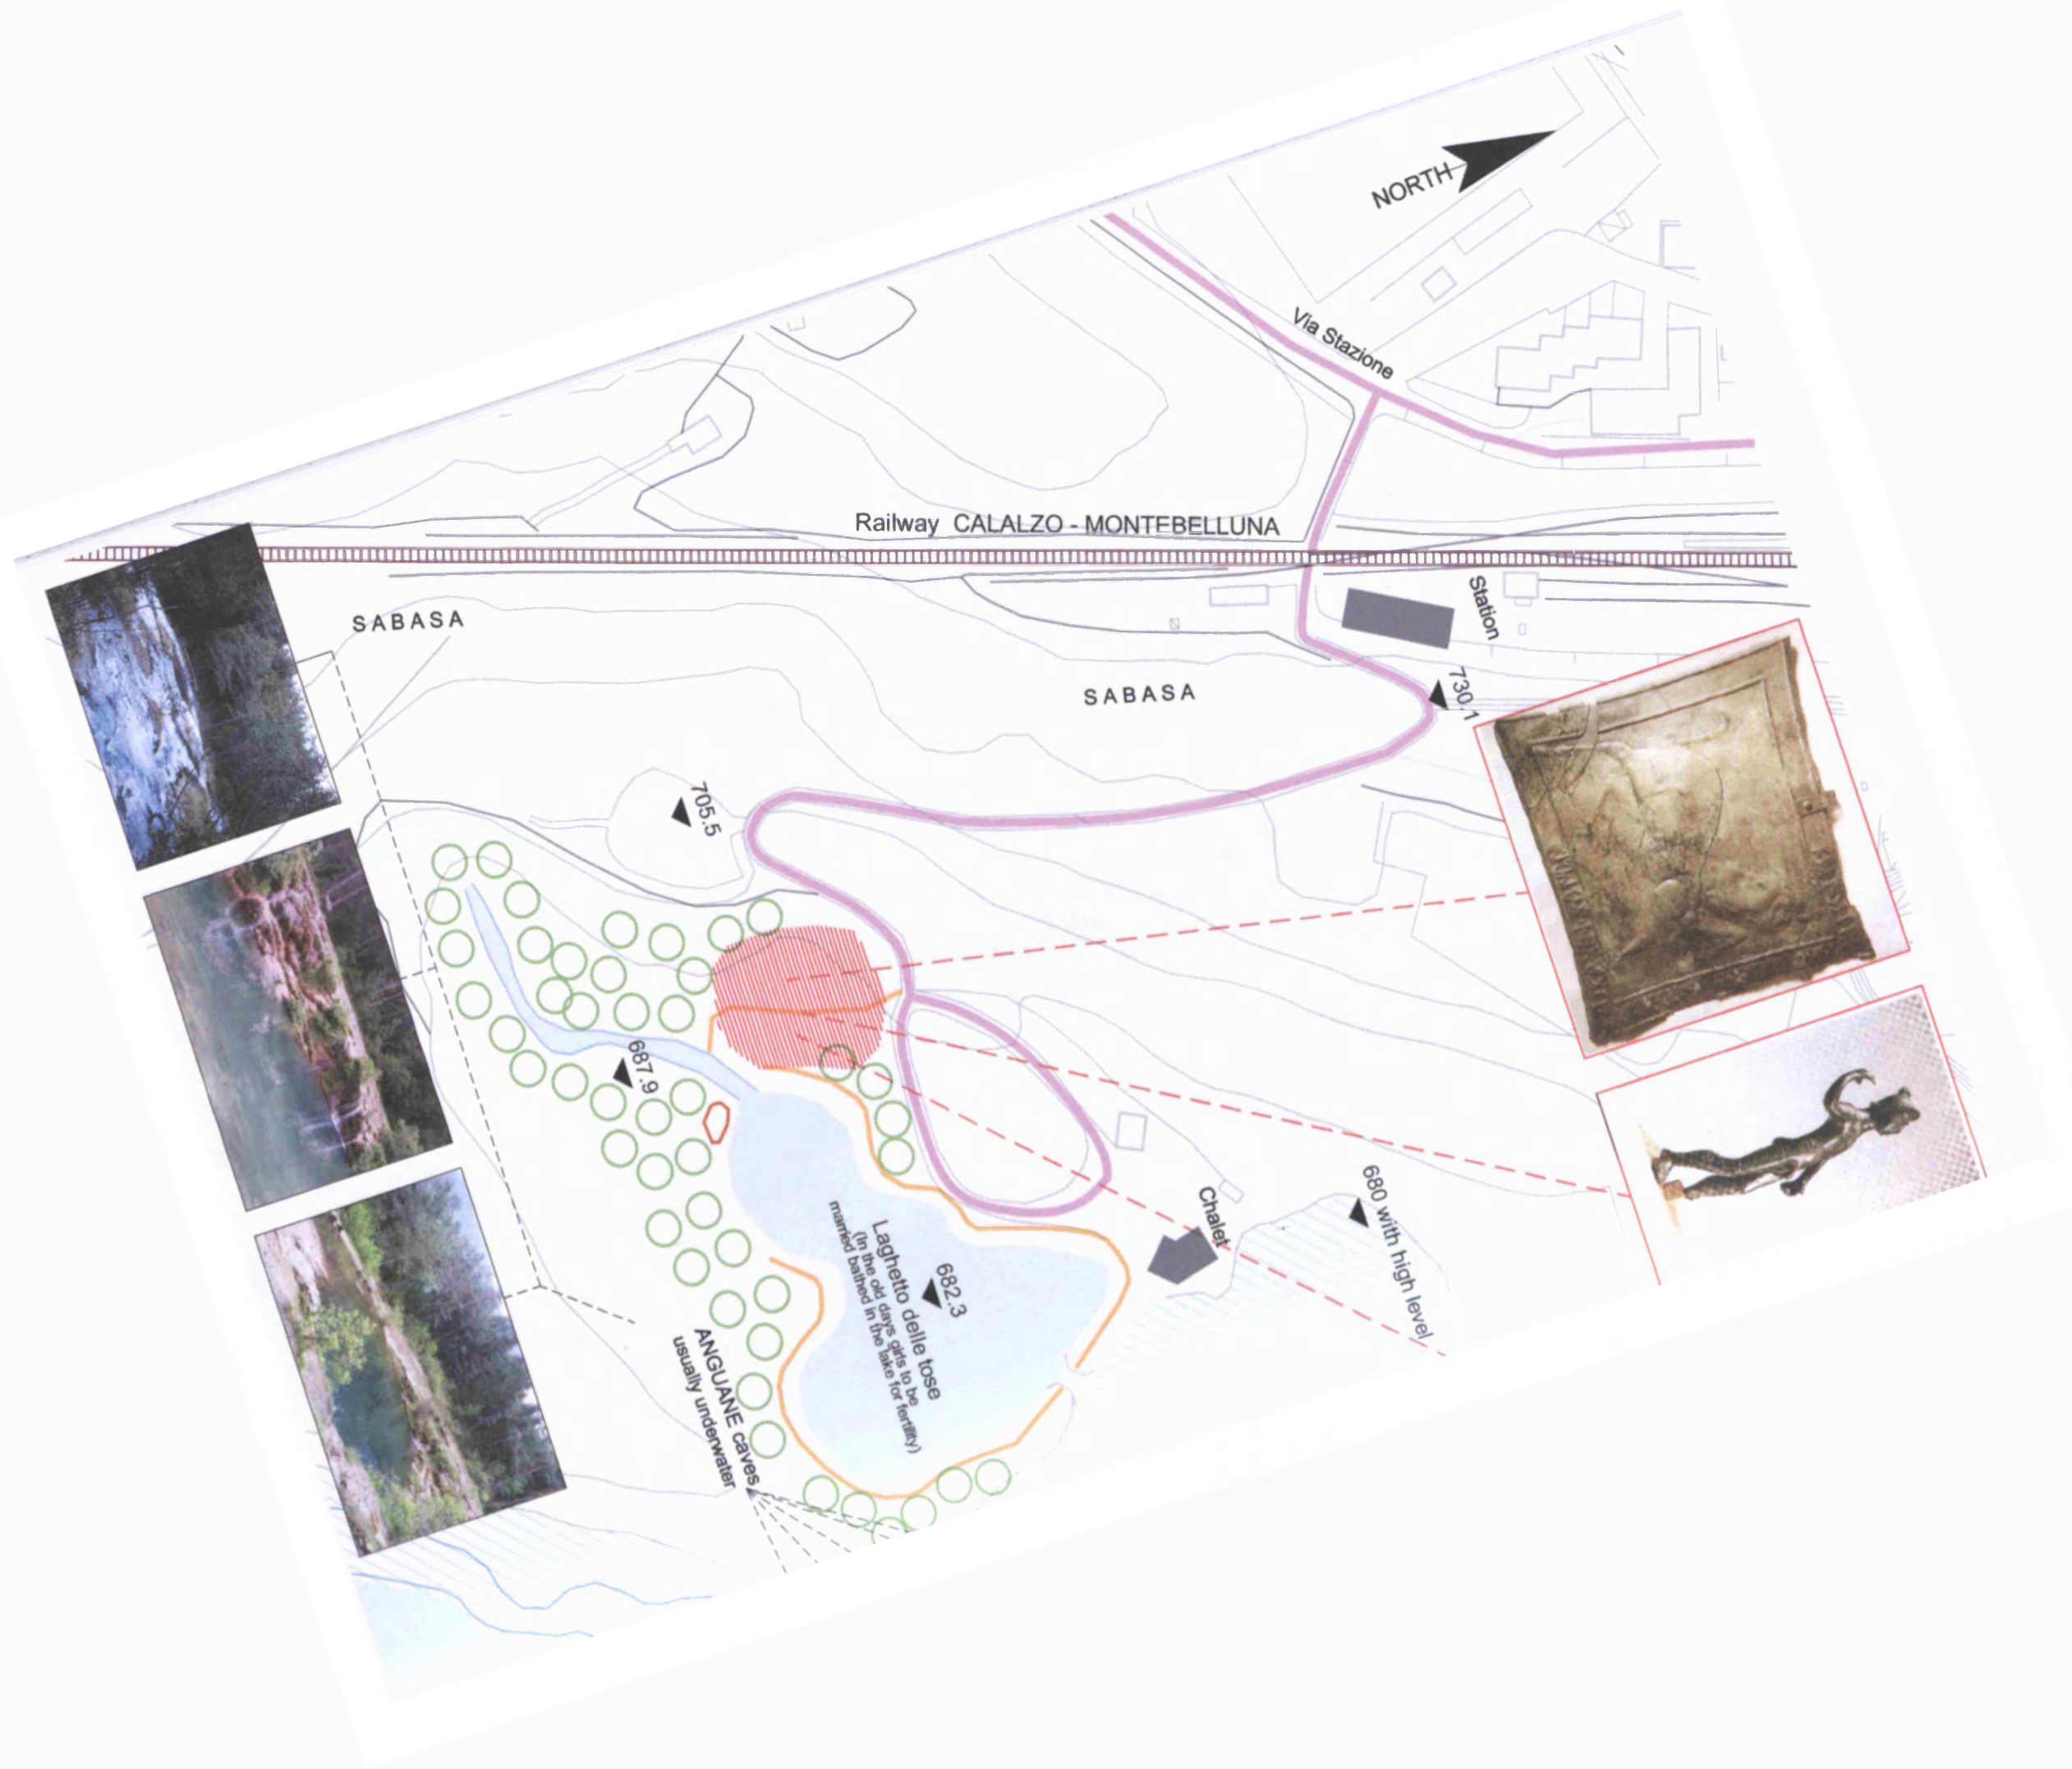 NORTH
Via Stazione
Railway CALALZO - MONTEBELLUNA
Station
SABASA
SABASA
730.1
705.5
687.9
680 with high level
Chalet
682.3
Laghetto delle tose
(In the old days girls to be
married bathed in the lake for fertility)
ANGUANE caves
usually underwater